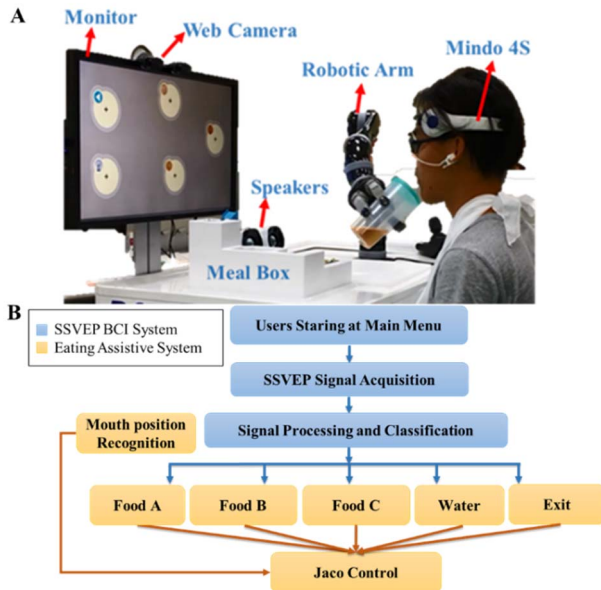 A
Monitor
Web Camera
Mindo 4S
Robotic Arm
Speakers
Meal Box
B
SSVEP BCI System
Eating Assistive System
Users Staring at Main Menu
SSVEP Signal Acquisition
Mouth position
Recognition
Signal Processing and Classification
Food A
Food B
Food C
Water
Exit
Jaco Control